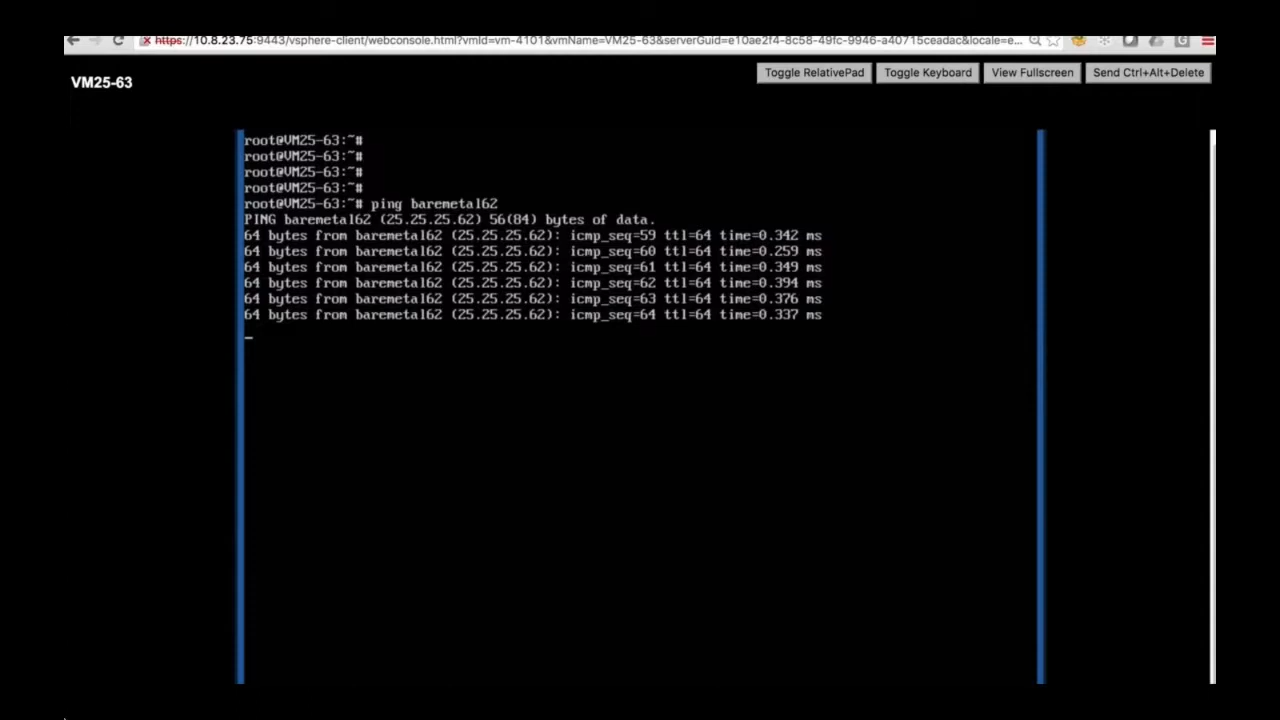 https://10.8.23.75:9443/vsphere-client/webconsole.html?vmId=vm-4101&vmName=VM25-63&serverGuid=e10ae2f4-8c58-49fc-9946-a40715ceadac&locale=e...
VM25-63
Toggle RelativePad
Toggle Keyboard
View Fullscreen
Send Ctrl+Alt+Delete
root@VM25-63:~#
root@VM25-63:~#
root@VM25-63:~#
root@VM25-63:~#
root@VM25-63:~# ping baremetal62
PING baremetal62 (25.25.25.62) 56(84) bytes of data.
64 bytes from baremetal62 (25.25.25.62): icmp_seq=59 ttl=64 time=0.342 ms
64 bytes from baremetal62 (25.25.25.62): icmp_seq=60 ttl=64 time=0.259 ms
64 bytes from baremetal62 (25.25.25.62): icmp_seq=61 ttl=64 time=0.349 ms
64 bytes from baremetal62 (25.25.25.62): icmp_seq=62 ttl=64 time=0.394 ms
64 bytes from baremetal62 (25.25.25.62): icmp_seq=63 ttl=64 time=0.376 ms
64 bytes from baremetal62 (25.25.25.62): icmp_seq=64 ttl=64 time=0.337 ms